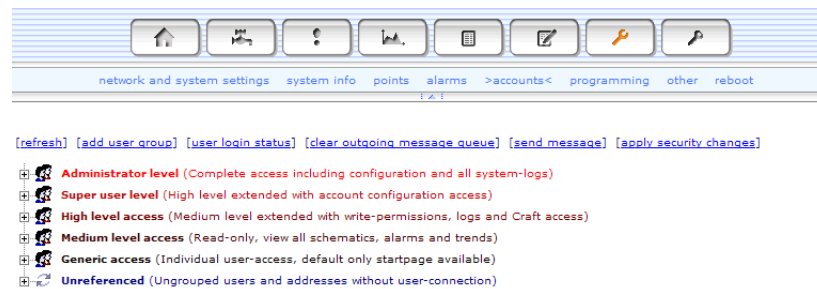 network and system settings system info points alarms >accounts< programming other reboot
[refresh] [add user group] [user login status] [clear outgoing message queue] [send message] [apply security changes]
Administrator level (Complete access including configuration and all system-logs)
Super user level (High level extended with account configuration access)
High level access (Medium level extended with write-permissions, logs and Craft access)
Medium level access (Read-only, view all schematics, alarms and trends)
Generic access (Individual user-access, default only startpage available)
Unreferenced (Ungrouped users and addresses without user-connection)